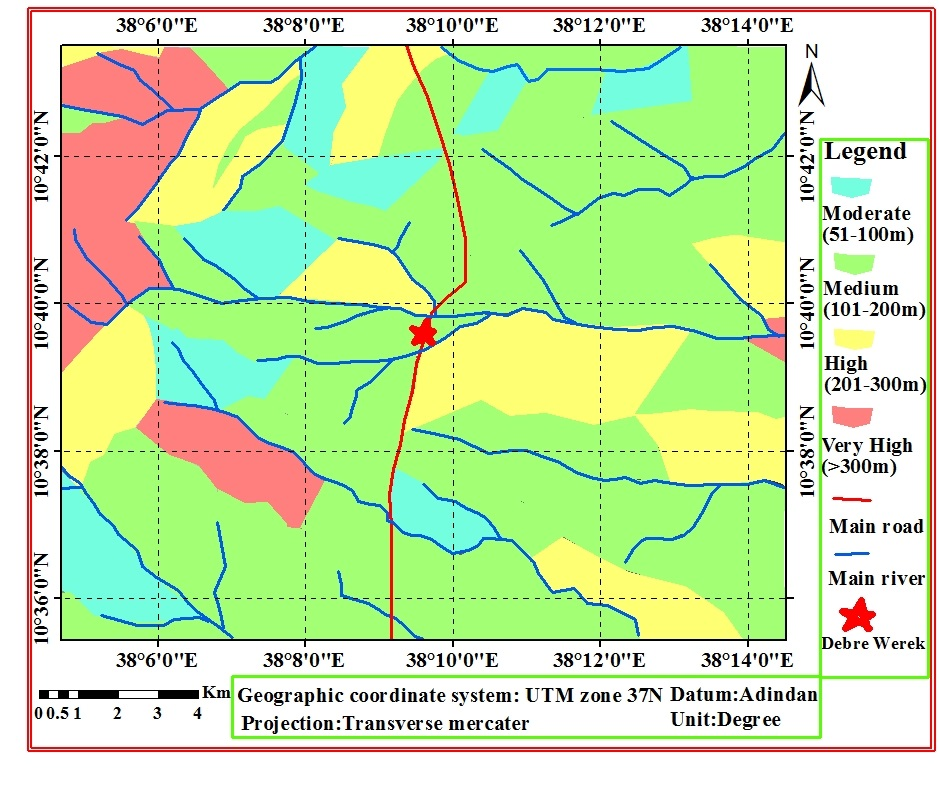 38°6'0"E 38°8'0"E 38°10'0"E 38°12'0"E 38°14'0"E
N
10°42'0"N 10°42'0"N
10°40'0"N 10°40'0"N
10°38'0"N 10°38'0"N
10°36'0"N
Legend
Moderate
(51-100m)
Medium
(101-200m)
High
(201-300m)
Very High
(>300m)
Main road
Main river
Debre Werek
38°6'0"E 38°8'0"E 38°10'0"E 38°12'0"E 38°14'0"E
Km
0 0.5 1 2 3 4
Geographic coordinate system: UTM zone 37N Datum:Adindan
Projection:Transverse mercater Unit:Degree